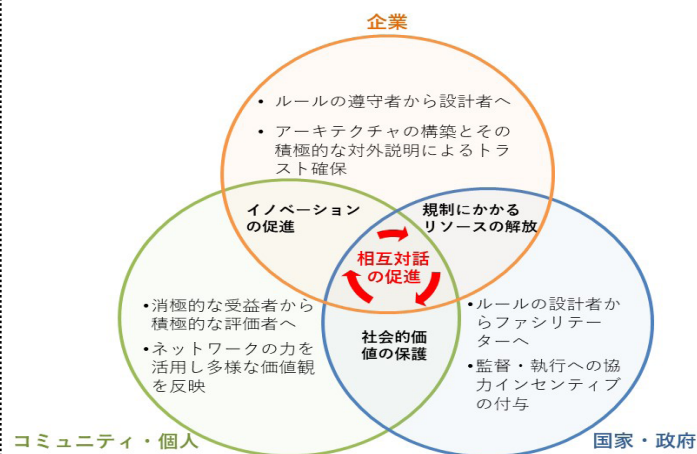 企業
• ルールの遵守者から設計者へ
• アーキテクチャの構築とその
積極的な対外説明によるトラ
スト確保
イノベーション
の促進
規制にかかる
リソースの解放
相互対話
の促進
•消極的な受益者から
積極的な評価者へ
•ネットワークの力を
活用し多様な価値観
を反映
社会的価
値の保護
•ルールの設計者か
らファシリテー
ターへ
•監督・執行への協
力インセンティブ
の付与
コミュニティ・個人
国家・政府